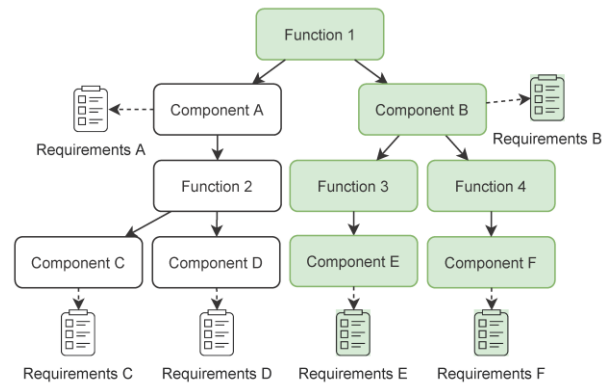 Function 1
Component A
Component B
Requirements A
Requirements B
Function 2
Function 3
Function 4
Component C
Component D
Component E
Component F
Requirements C
Requirements D
Requirements E
Requirements F